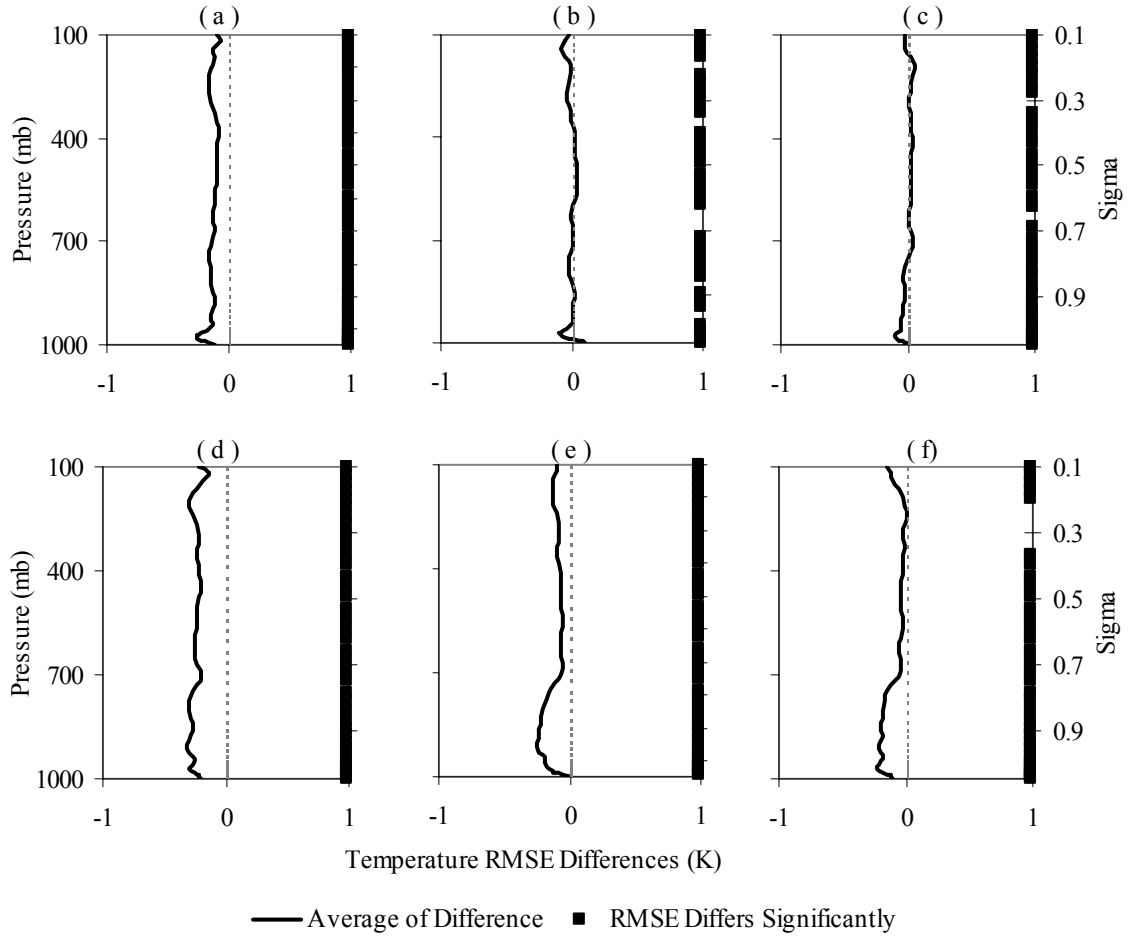 ( a )
( b )
( c )
100
400
700
1000
Pressure (mb)
-1
0
1
-1
0
1
-1
0
1
0.1
0.3
0.5
0.7
0.9
Sigma
( d )
( e )
( f)
100
400
700
1000
Pressure (mb)
-1
0
1
-1
0
1
-1
0
1
0.1
0.3
0.5
0.7
0.9
Sigma
Temperature RMSE Differences (K)
Average of Difference
RMSE Differs Significantly